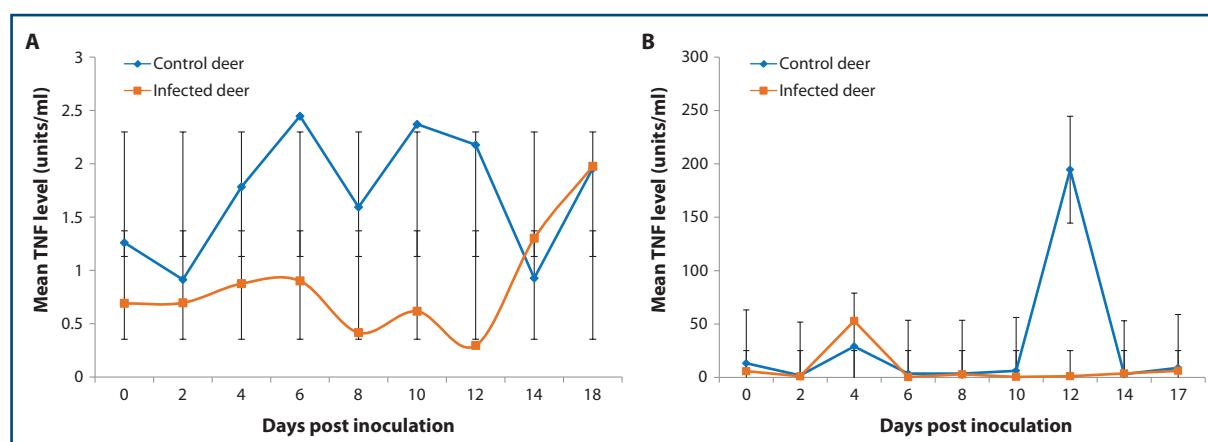 A
Mean TNF level (units/ml)
3
2.5
2
1.5
1
0.5
0
Control deer
Infected deer
0 2 4 6 8 10 12 14 18
Days post inoculation
B
Mean TNF level (units/ml)
300
250
200
150
100
50
0
Control deer
Infected deer
0 2 4 6 8 10 12 14 17
Days post inoculation